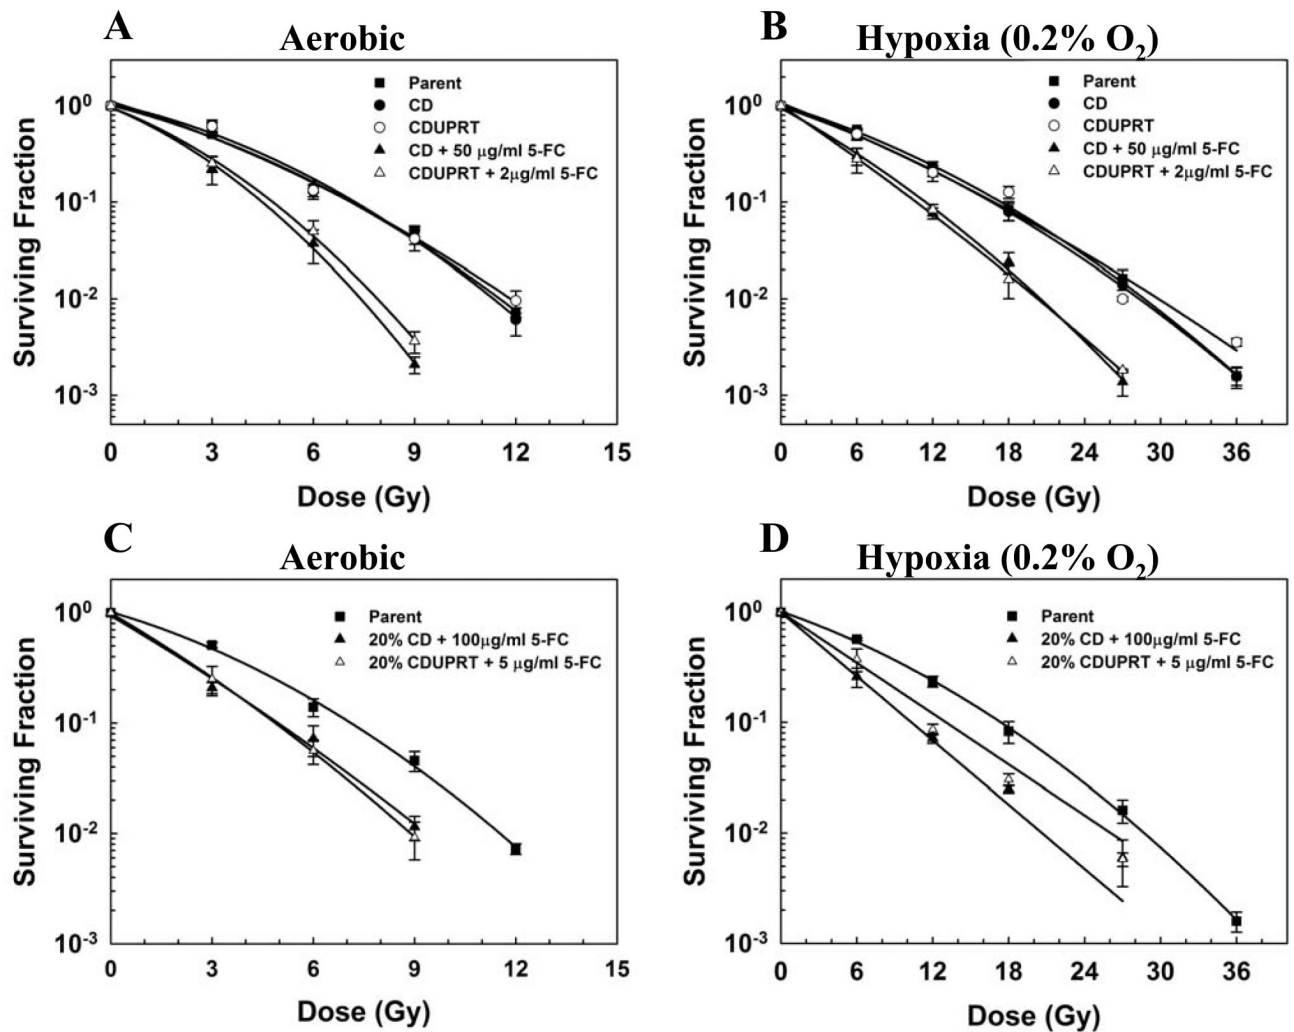 A
Aerobic
Parent
CD
CDUPRT
CD + 50 μg/ml 5-FC
CDUPRT + 2μg/ml 5-FC
10⁰
10⁻¹
10⁻²
10⁻³
Surviving Fraction
0 3 6 9 12 15
Dose (Gy)
B
Hypoxia (0.2% O₂)
Parent
CD
CDUPRT
CD + 50 μg/ml 5-FC
CDUPRT + 2μg/ml 5-FC
10⁰
10⁻¹
10⁻²
10⁻³
Surviving Fraction
0 6 12 18 24 30 36
Dose (Gy)
C
Aerobic
Parent
20% CD + 100μg/ml 5-FC
20% CDUPRT + 5 μg/ml 5-FC
10⁰
10⁻¹
10⁻²
10⁻³
Surviving Fraction
0 3 6 9 12 15
Dose (Gy)
D
Hypoxia (0.2% O₂)
Parent
20% CD + 100μg/ml 5-FC
20% CDUPRT + 5 μg/ml 5-FC
10⁰
10⁻¹
10⁻²
10⁻³
Surviving Fraction
0 6 12 18 24 30 36
Dose (Gy)